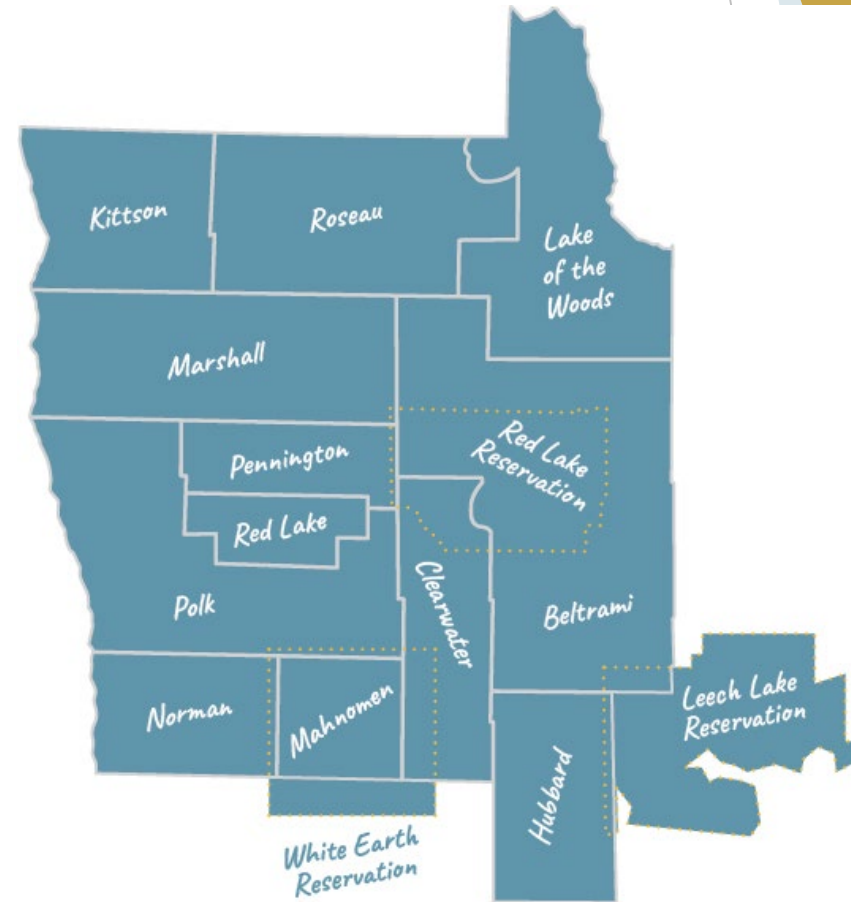 Kittson
Roseau
Lake
of the
Woods
Marshall
Red Lake
Reservation
Pennington
Red Lake
Clearwater
Polk
Beltrami
Norman
Mahnomen
Leech Lake
Reservation
Hubbard
White Earth
Reservation